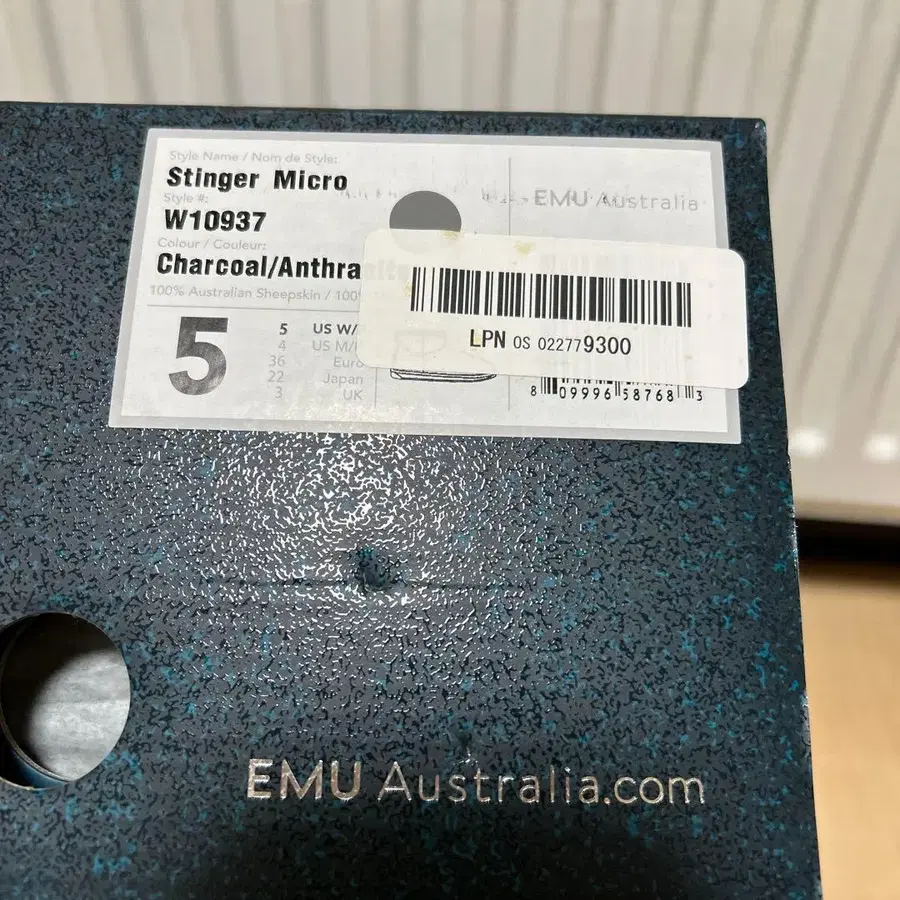 Style Name / Nom de Style:
Stinger Micro
Style #:
W10937
Colour / Couleur:
Charcoal/Anthracite
100% Australian Sheepskin / 100%
EMU Australia
5
5 US W/
4 US M/
36 Euro
22 Japan
3 UK
LPN OS 022779300
8 09996 58768 3
EMU Australia.com